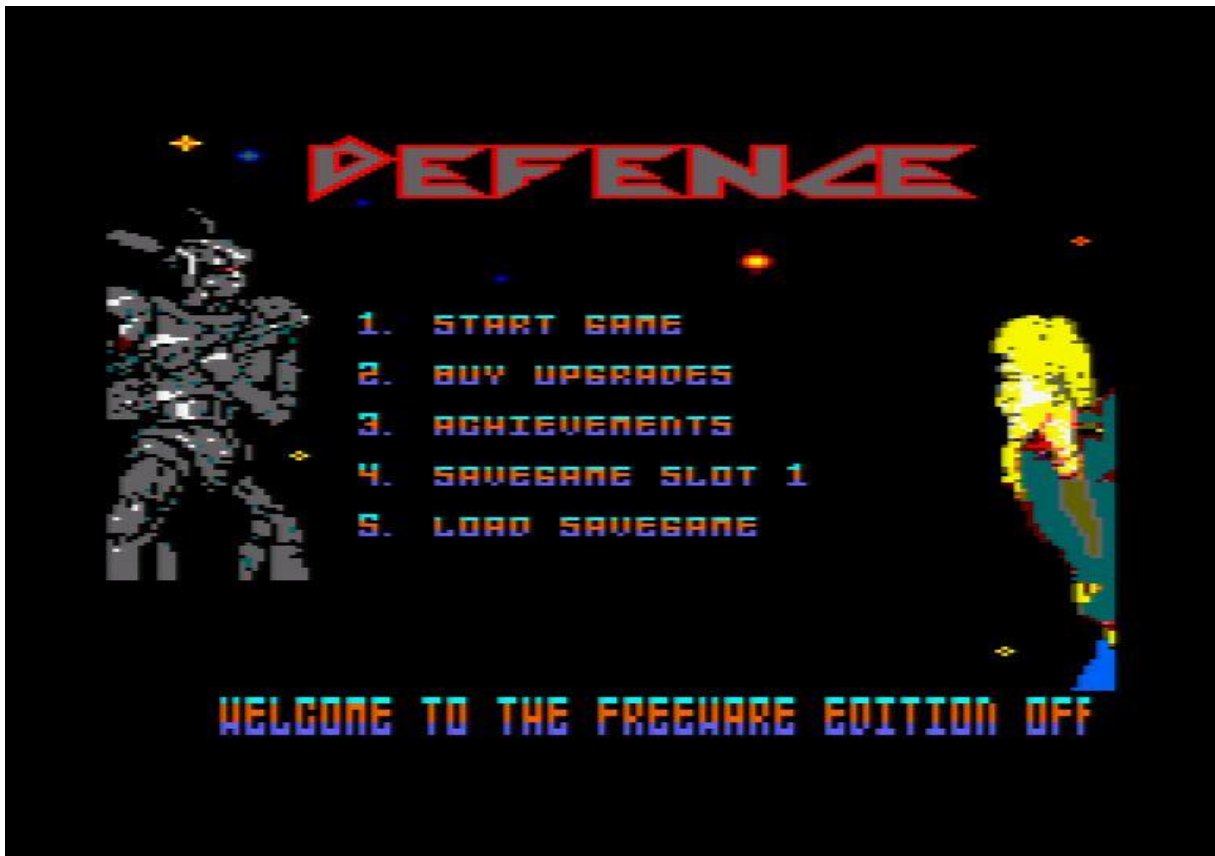 DEFENCE
1. START GAME
2. BUY UPGRADES
3. ACHIEVEMENTS
4. SAVEGAME SLOT 1
5. LOAD SAVEGAME
WELCOME TO THE FREEWARE EDITION OFF